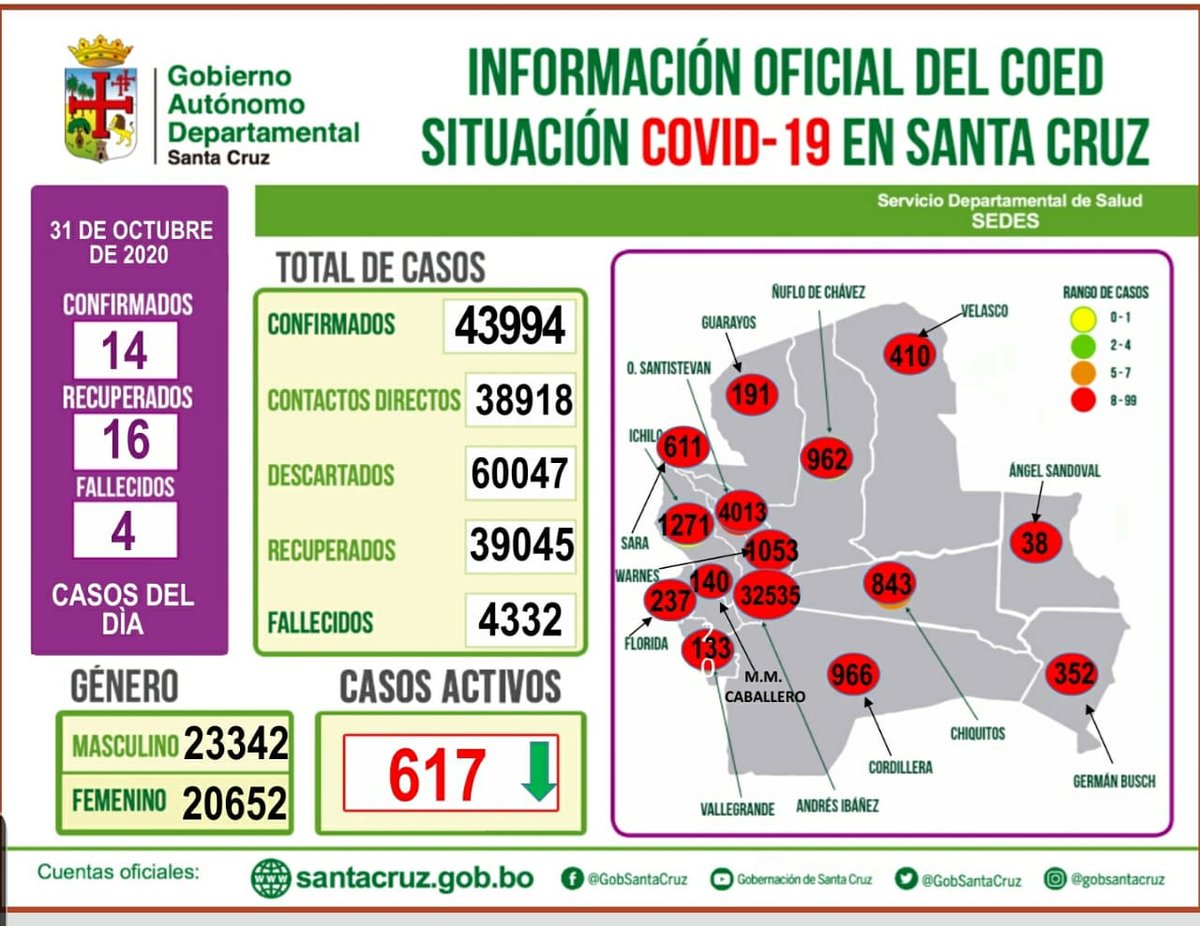 Gobierno
Autónomo
Departamental
Santa Cruz
INFORMACIÓN OFICIAL DEL COED
SITUACIÓN COVID-19 EN SANTA CRUZ
Servicio Departamental de Salud
SEDES
31 DE OCTUBRE
DE 2020
CONFIRMADOS
14
RECUPERADOS
16
FALLECIDOS
4
CASOS DEL
DÌA
TOTAL DE CASOS
CONFIRMADOS 43994
CONTACTOS DIRECTOS 38918
DESCARTADOS 60047
RECUPERADOS 39045
FALLECIDOS 4332
GÉNERO
MASCULINO 23342
FEMENINO 20652
CASOS ACTIVOS
617
RANGO DE CASOS
0 - 1
2 - 4
5 - 7
8 - 99
ÑUFLO DE CHÁVEZ
GUARAYOS
VELASCO
O. SANTISTEVAN
410
191
ICHILO
611
962
ÁNGEL SANDOVAL
4013
1271
SARA
38
1053
WARNES
140
843
237
32535
FLORIDA
2
133
0
M.M.
CABALLERO
966
352
CHIQUITOS
CORDILLERA
GERMÁN BUSCH
VALLEGRANDE
ANDRÉS IBÁÑEZ
Cuentas oficiales:
www
santacruz.gob.bo
@GobSantaCruz
Gobernación de Santa Cruz
@GobSantaCruz
@gobsantacruz